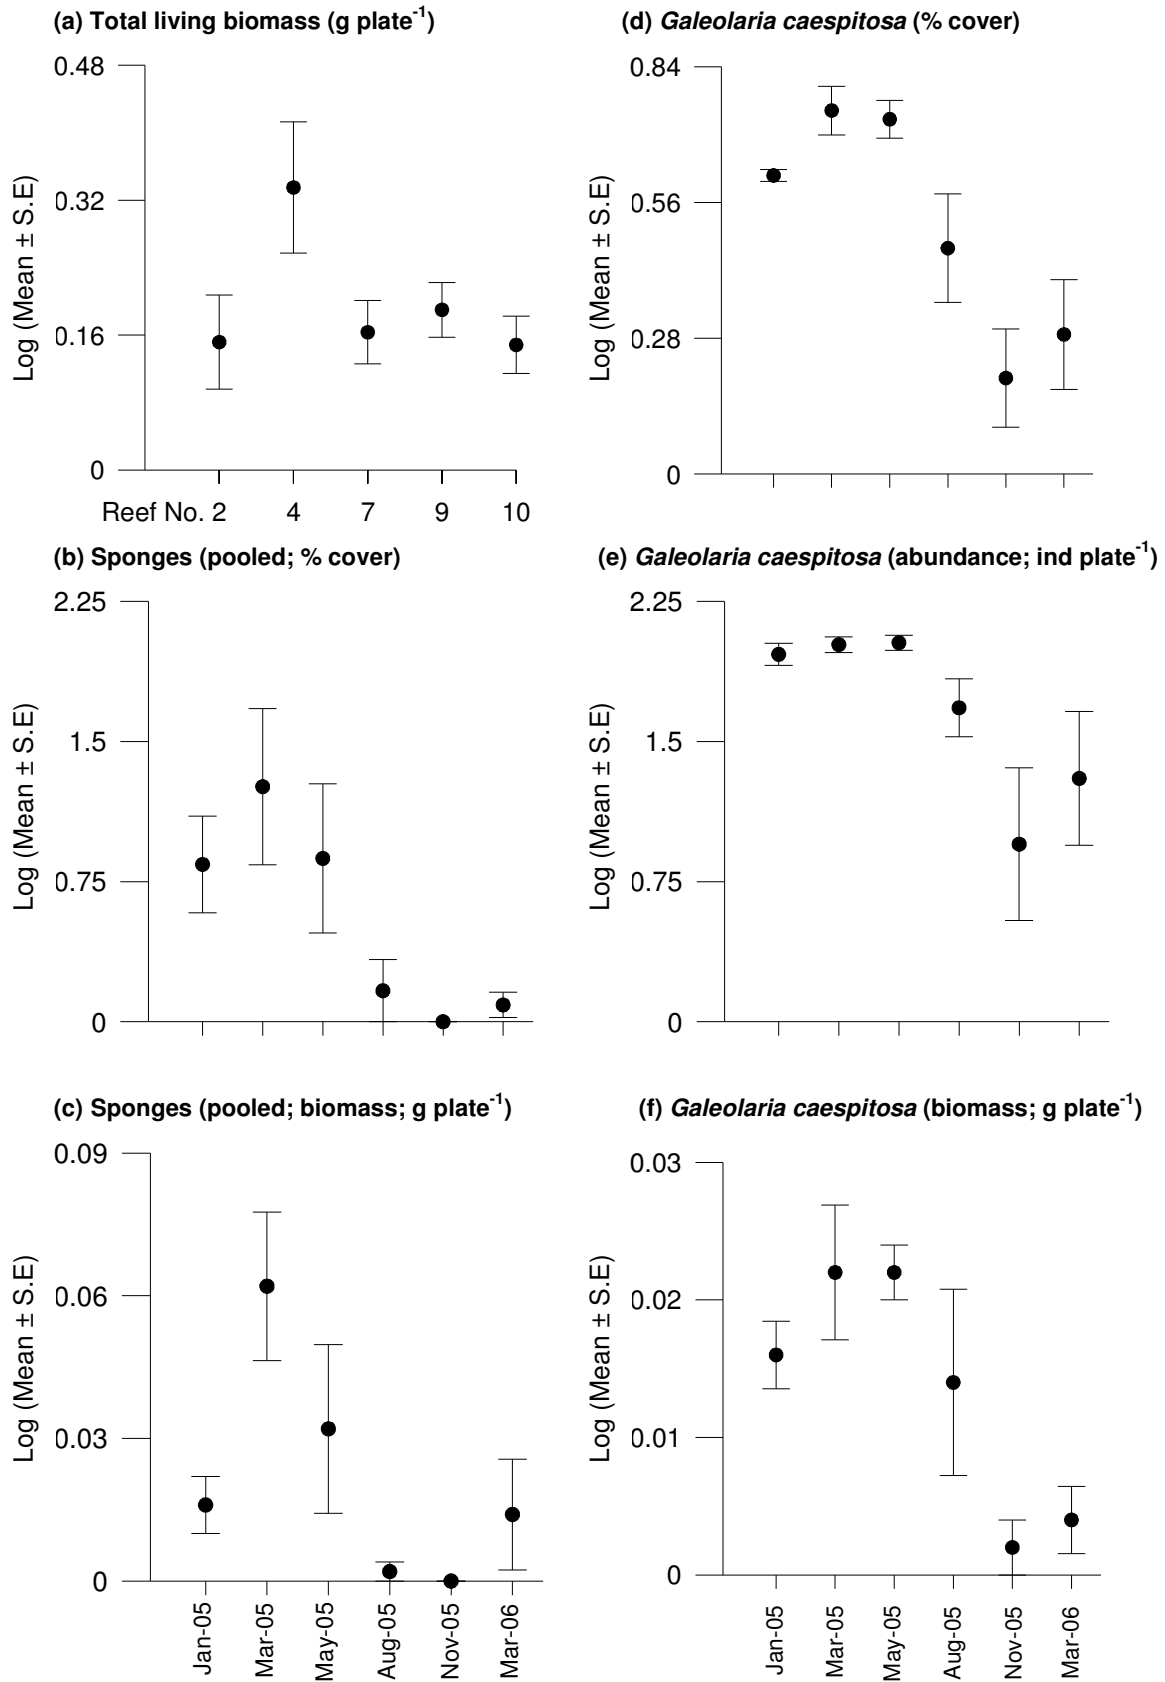 (a) Total living biomass (g plate-1)
0.48
0.32
0.16
0
Log (Mean ± S.E)
Reef No. 2 4 7 9 10
(b) Sponges (pooled; % cover)
2.25
1.5
0.75
0
Log (Mean ± S.E)
(c) Sponges (pooled; biomass; g plate-1)
0.09
0.06
0.03
0
Log (Mean ± S.E)
Jan-05
Mar-05
May-05
Aug-05
Nov-05
Mar-06
(d) Galeolaria caespitosa (% cover)
0.84
0.56
0.28
0
Log (Mean ± S.E)
(e) Galeolaria caespitosa (abundance; ind plate-1)
2.25
1.5
0.75
0
Log (Mean ± S.E)
(f) Galeolaria caespitosa (biomass; g plate-1)
0.03
0.02
0.01
0
Log (Mean ± S.E)
Jan-05
Mar-05
May-05
Aug-05
Nov-05
Mar-06